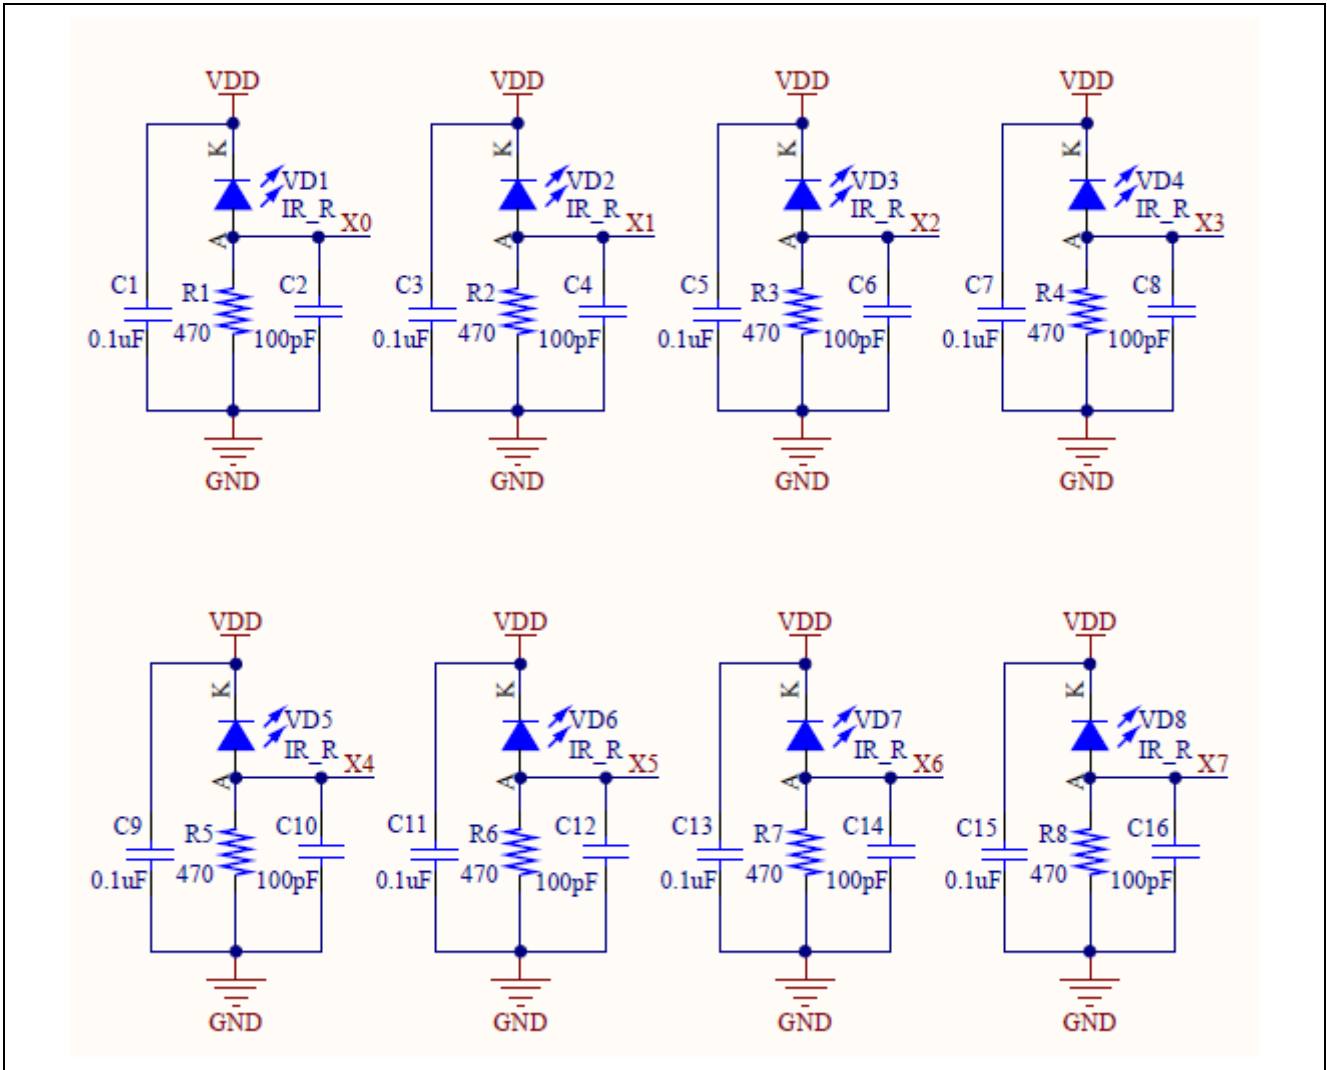 VDD VDD VDD VDD
K K K K
VD1 VD2 VD3 VD4
IR_R IR_R IR_R IR_R
X0 X1 X2 X3
A A A A
C1 R1 C2 C3 R2 C4 C5 R3 C6 C7 R4 C8
0.1uF 470 100pF 0.1uF 470 100pF 0.1uF 470 100pF 0.1uF 470 100pF
GND GND GND GND
VDD VDD VDD VDD
K K K K
VD5 VD6 VD7 VD8
IR_R IR_R IR_R IR_R
X4 X5 X6 X7
A A A A
C9 R5 C10 C11 R6 C12 C13 R7 C14 C15 R8 C16
0.1uF 470 100pF 0.1uF 470 100pF 0.1uF 470 100pF 0.1uF 470 100pF
GND GND GND GND